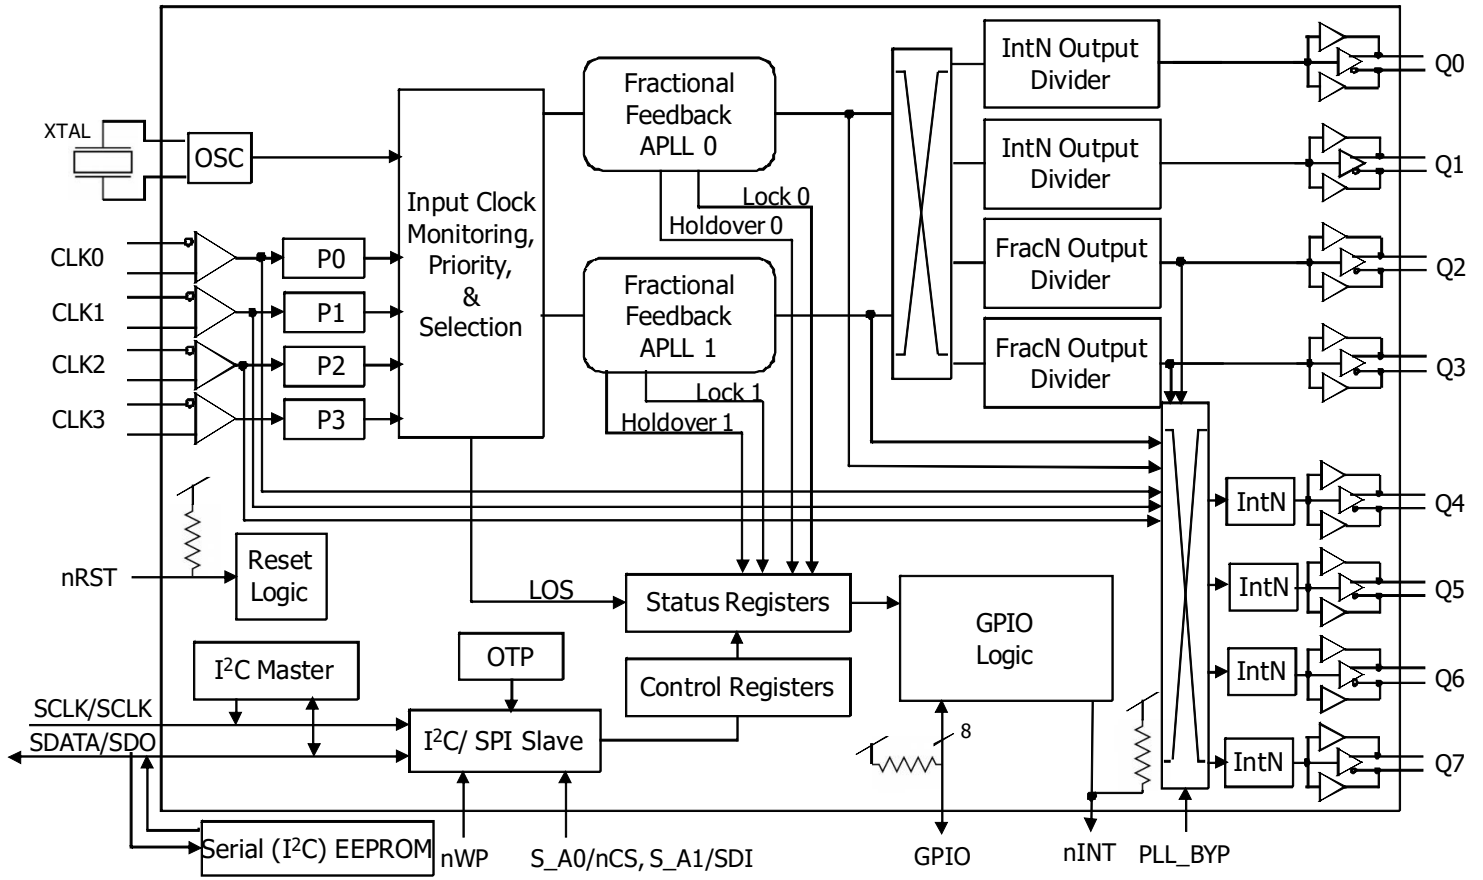 XTAL
OSC
CLK0
CLK1
CLK2
CLK3
P0
P1
P2
P3
Input Clock
Monitoring,
Priority,
&
Selection
Fractional
Feedback
APLL 0
Lock 0
Holdover 0
Fractional
Feedback
APLL 1
Lock 1
Holdover 1
IntN Output
Divider
IntN Output
Divider
FracN Output
Divider
FracN Output
Divider
Q0
Q1
Q2
Q3
IntN
Q4
IntN
Q5
IntN
Q6
IntN
Q7
nRST
Reset
Logic
LOS
Status Registers
GPIO
Logic
I²C Master
OTP
Control Registers
SCLK/SCLK
SDATA/SDO
I²C/ SPI Slave
8
Serial (I²C) EEPROM
nWP
S_A0/nCS, S_A1/SDI
GPIO
nINT
PLL_BYP